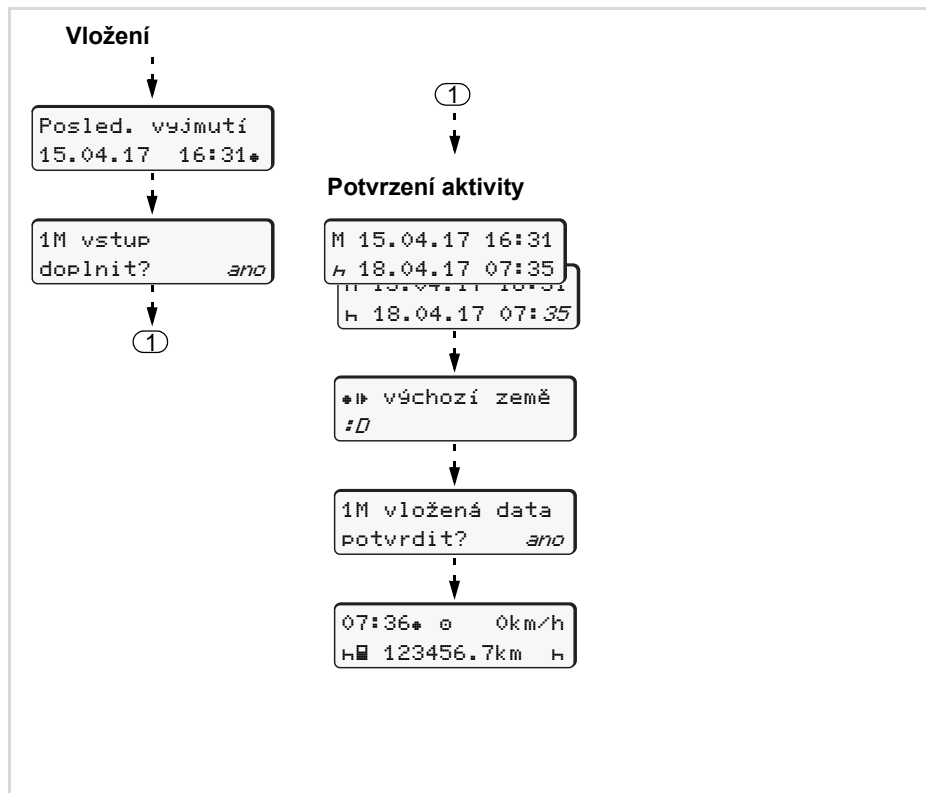 Vložení
Posled. vyjmutí
15.04.17 16:31
1M vstup
doplnit? ano
1
1
Potvrzení aktivity
M 15.04.17 16:31
h 18.04.17 07:35
h 18.04.17 07:35
výchozí země
:D
1M vložená data
potvrdit? ano
07:36 0km/h
h 123456.7km h